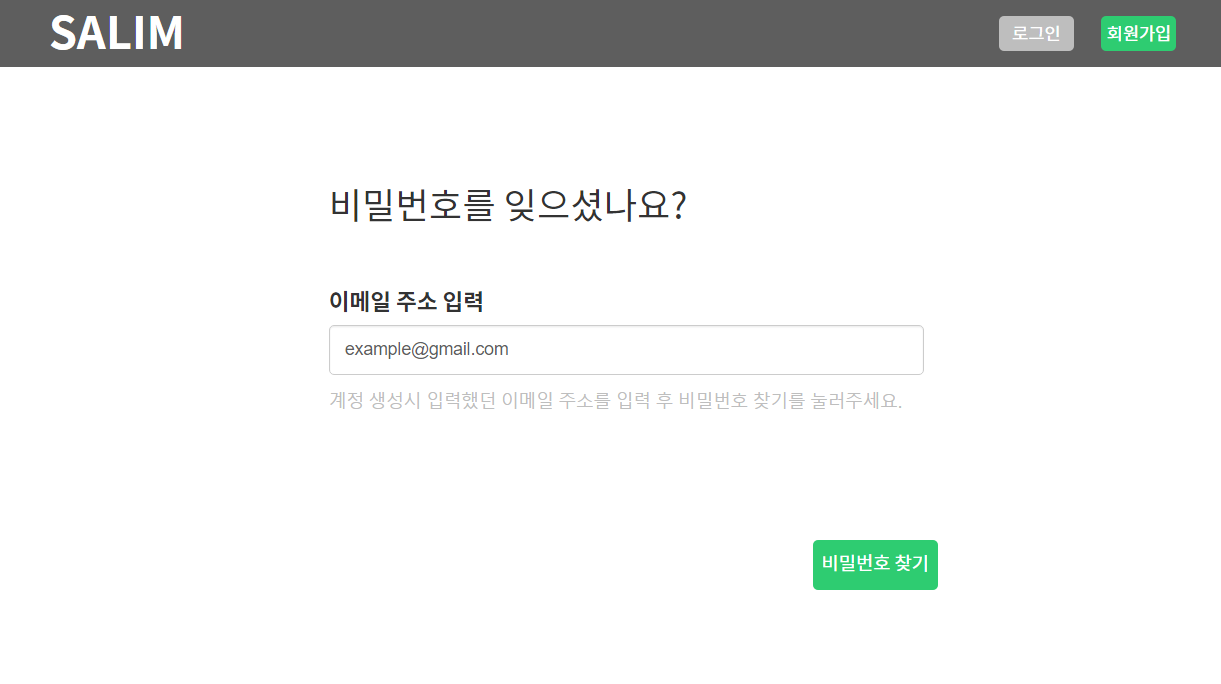 SALIM
로그인
회원가입
비밀번호를 잊으셨나요?
이메일 주소 입력
example@gmail.com
계정 생성시 입력했던 이메일 주소를 입력 후 비밀번호 찾기를 눌러주세요.
비밀번호 찾기